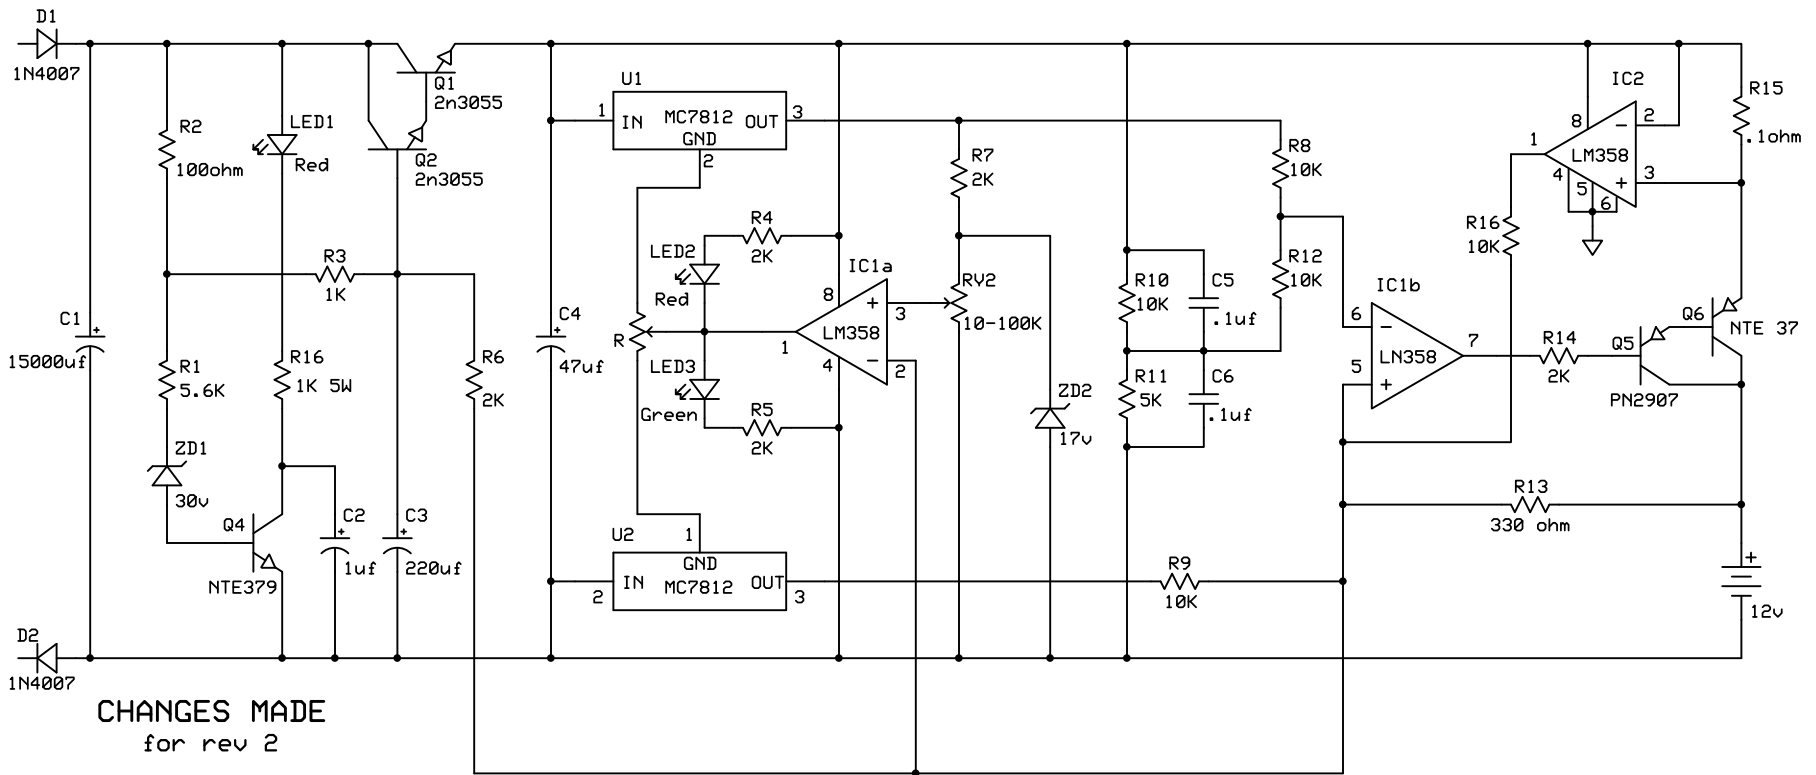 D1
1N4007
R2
100ohm
LED1
Red
Q1
2n3055
Q2
2n3055
U1
1
IN
MC7812
GND
OUT
3
2
R7
2K
R8
10K
IC2
8
2
−
1
LM358
4
5
6
+
3
R15
.1ohm
R3
1K
R4
2K
LED2
Red
IC1a
8
+
3
LM358
1
−
4
2
RV2
10-100K
R10
10K
C5
.1uf
R12
10K
R16
10K
IC1b
6
−
LN358
7
5
+
R14
2K
Q5
PN2907
Q6
NTE 37
C1
+
15000uf
R1
5.6K
R16
1K 5W
R6
2K
C4
+
47uf
R
LED3
Green
R5
2K
ZD2
17v
R11
5K
C6
.1uf
ZD1
30v
Q4
NTE379
C2
+
1uf
C3
+
220uf
U2
1
GND
IN
MC7812
OUT
2
3
R9
10K
R13
330 ohm
+
12v
D2
1N4007
CHANGES MADE
for rev 2